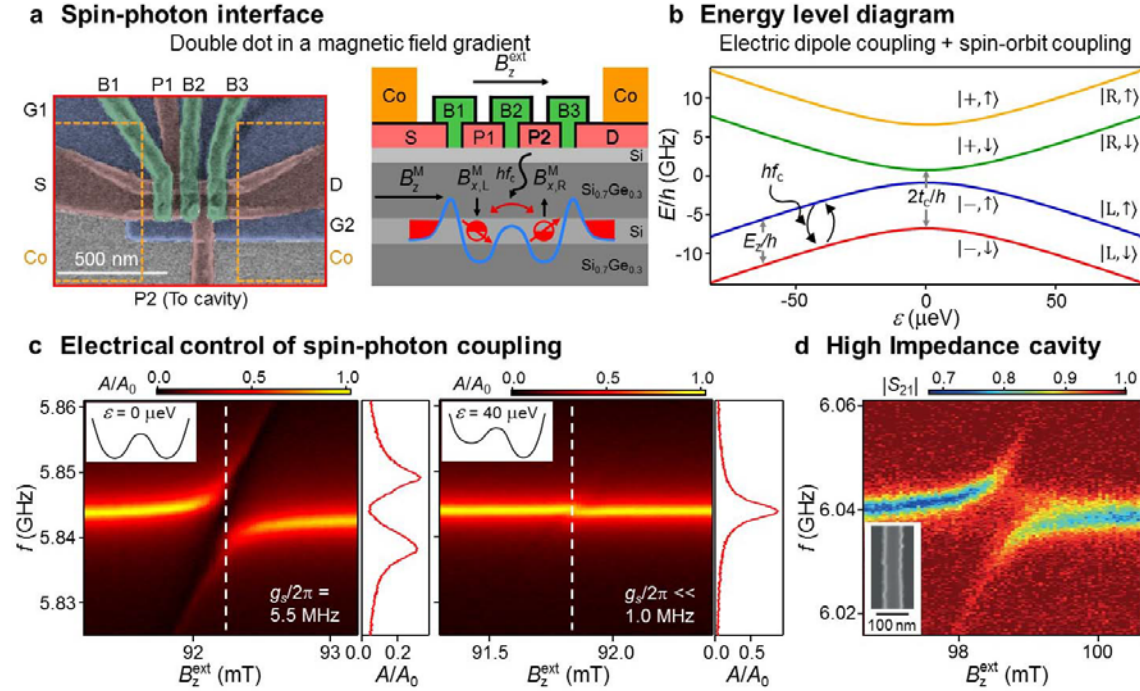 a Spin-photon interface
Double dot in a magnetic field gradient
B1 P1 B2 B3
G1
S
D
G2
Co
Co
500 nm
P2 (To cavity)
B_z^ext
Co
Co
B1
B2
B3
S
P1
P2
D
Si
B_z^M
B_x,L^M
hf_c
B_x,R^M
Si0.7Ge0.3
Si
Si0.7Ge0.3
b Energy level diagram
Electric dipole coupling + spin-orbit coupling
E/h (GHz)
10
5
0
-5
-10
|+,↑⟩
|R,↑⟩
|+,↓⟩
|R,↓⟩
hf_c
2t_c/h
|−,↑⟩
|L,↑⟩
E_z/h
|−,↓⟩
|L,↓⟩
-50 0 50
ε (µeV)
c Electrical control of spin-photon coupling
A/A0 0.0 0.5 1.0
A/A0 0.0 0.5 1.0
f (GHz)
5.86
5.85
5.84
5.83
ε = 0 µeV
g_s/2π =
5.5 MHz
92 93
B_z^ext (mT)
0.0 0.2
A/A0
ε = 40 µeV
g_s/2π <<
1.0 MHz
91.5 92.0
B_z^ext (mT)
0.0 0.5
A/A0
d High Impedance cavity
|S21| 0.7 0.8 0.9 1.0
f (GHz)
6.06
6.04
6.02
100 nm
98 100
B_z^ext (mT)